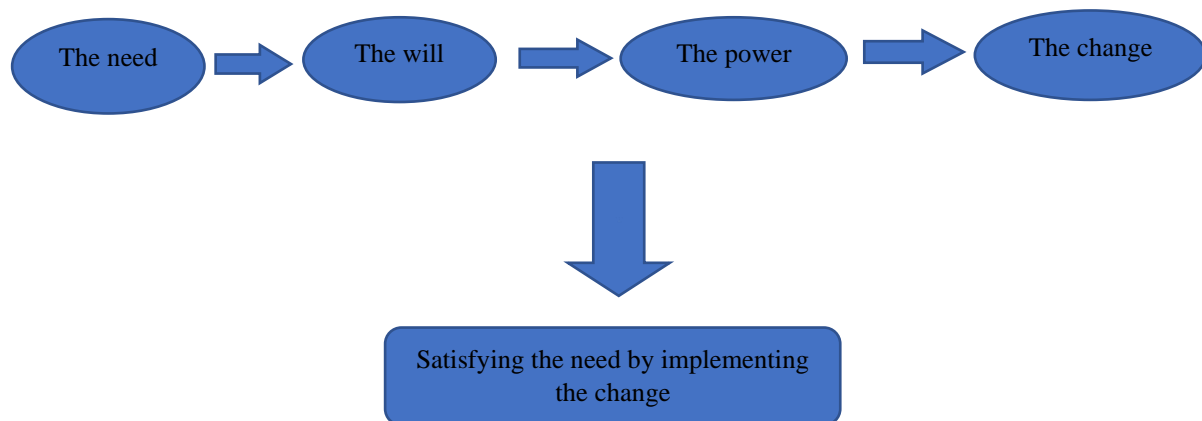 The need
The will
The power
The change
Satisfying the need by implementing
the change